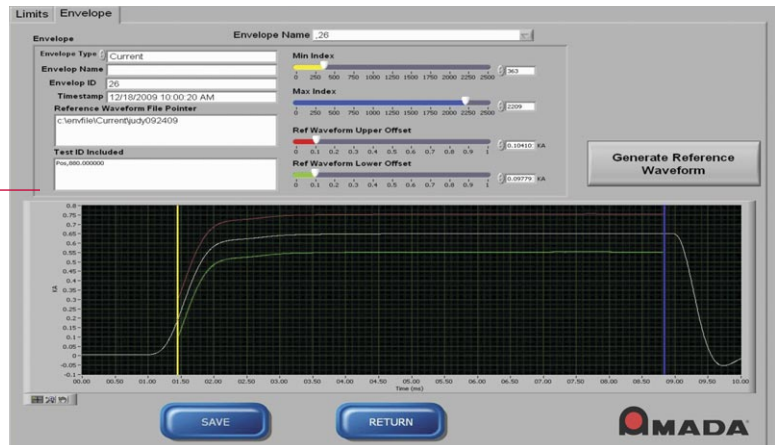 Limits Envelope
Envelope
Envelope Name ,26
Envelope Type Current
Envelop Name
Envelop ID 26
Timestamp 12/18/2009 10:00:20 AM
Reference Waveform File Pointer
c:\envfile\Current\judy092409
Test ID Included
Pos,860.000000
Min Index
0 250 500 750 1000 1250 1500 1750 2000 2250 2500
363
Max Index
0 250 500 750 1000 1250 1500 1750 2000 2250 2500
2209
Ref Waveform Upper Offset
0 0.1 0.2 0.3 0.4 0.5 0.6 0.7 0.8 0.9 1
0.10410 KA
Ref Waveform Lower Offset
0 0.1 0.2 0.3 0.4 0.5 0.6 0.7 0.8 0.9 1
0.09779 KA
Generate Reference
Waveform
0.8
0.75
0.7
0.65
0.6
0.55
0.5
0.45
0.4
0.35
0.3
0.25
0.2
0.15
0.1
0.05
0
-0.05
-0.1
KA
00.00 00.50 01.00 01.50 02.00 02.50 03.00 03.50 04.00 04.50 05.00 05.50 06.00 06.50 07.00 07.50 08.00 08.50 09.00 09.50 10.00
Time (ms)
SAVE
RETURN
AMADA